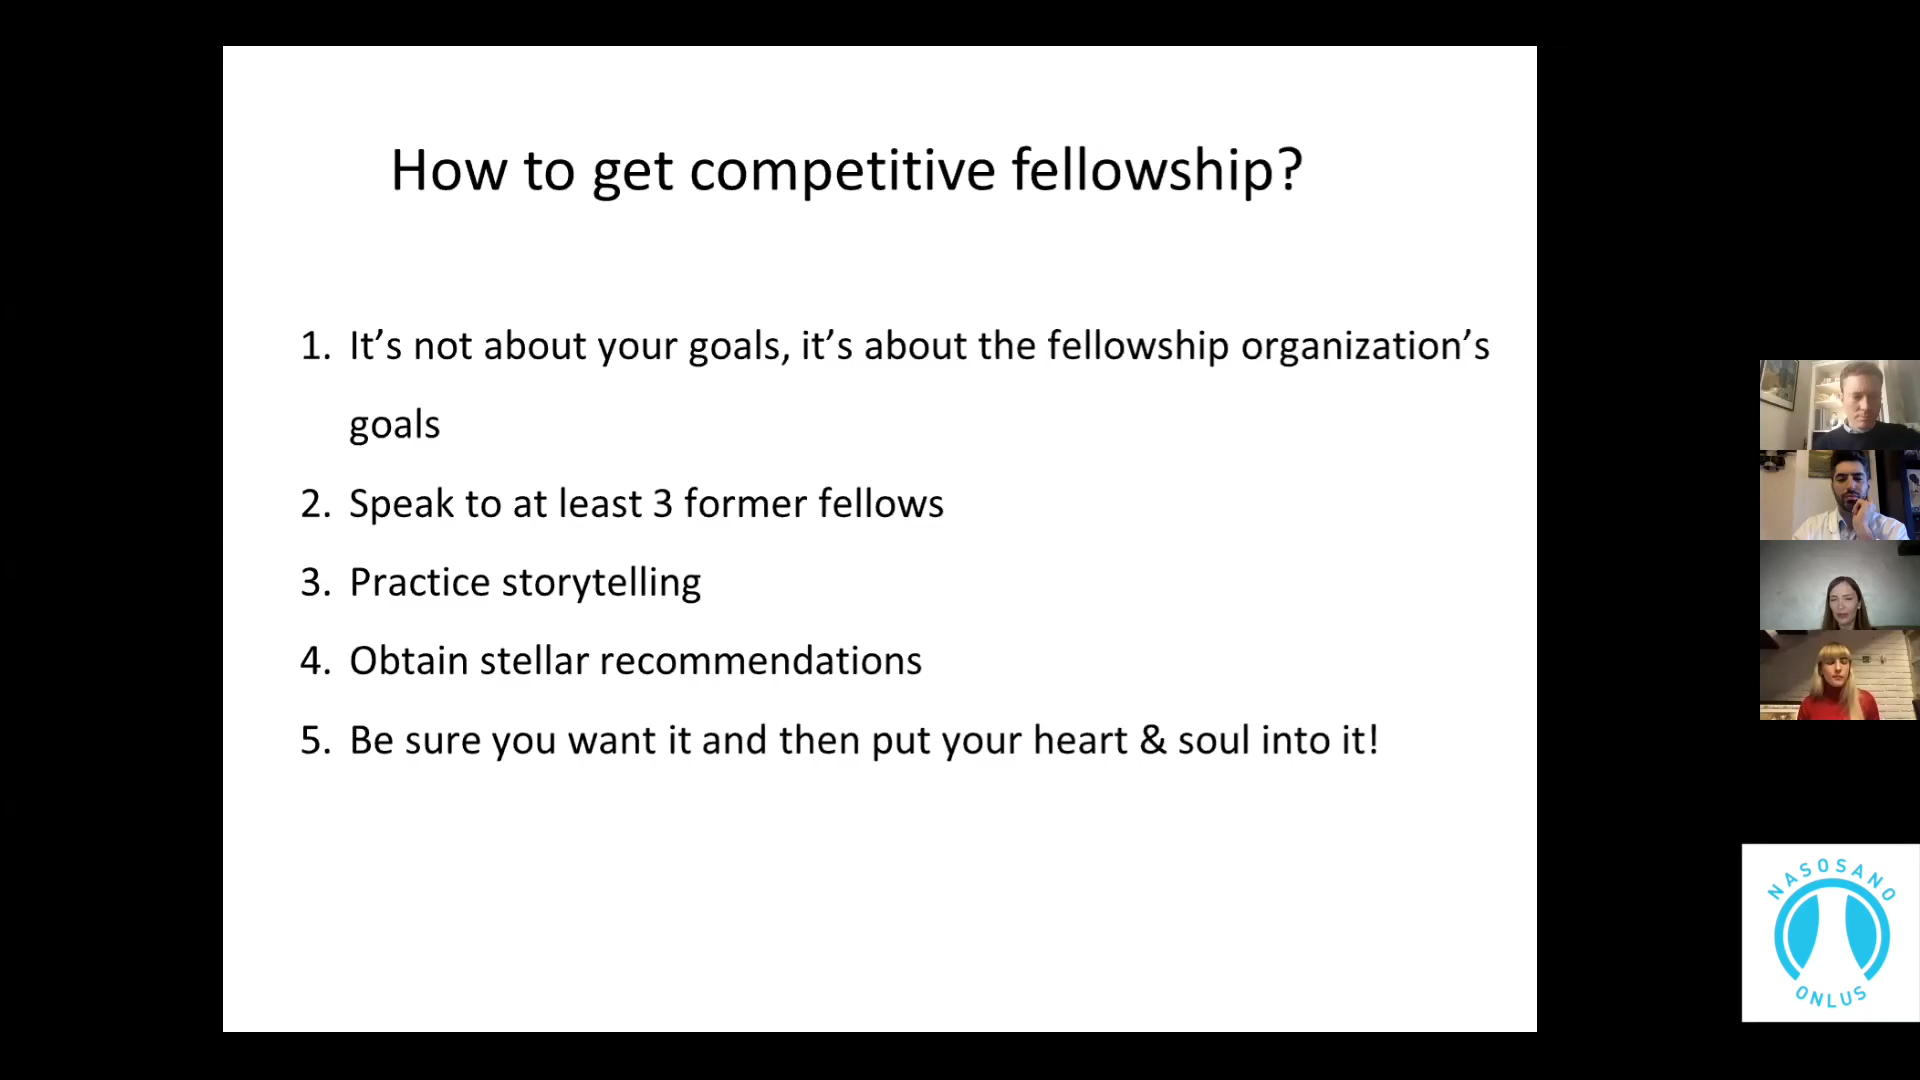 How to get competitive fellowship?
1. It’s not about your goals, it’s about the fellowship organization’s
goals
2. Speak to at least 3 former fellows
3. Practice storytelling
4. Obtain stellar recommendations
5. Be sure you want it and then put your heart & soul into it!
NASOSANO
ONLUS